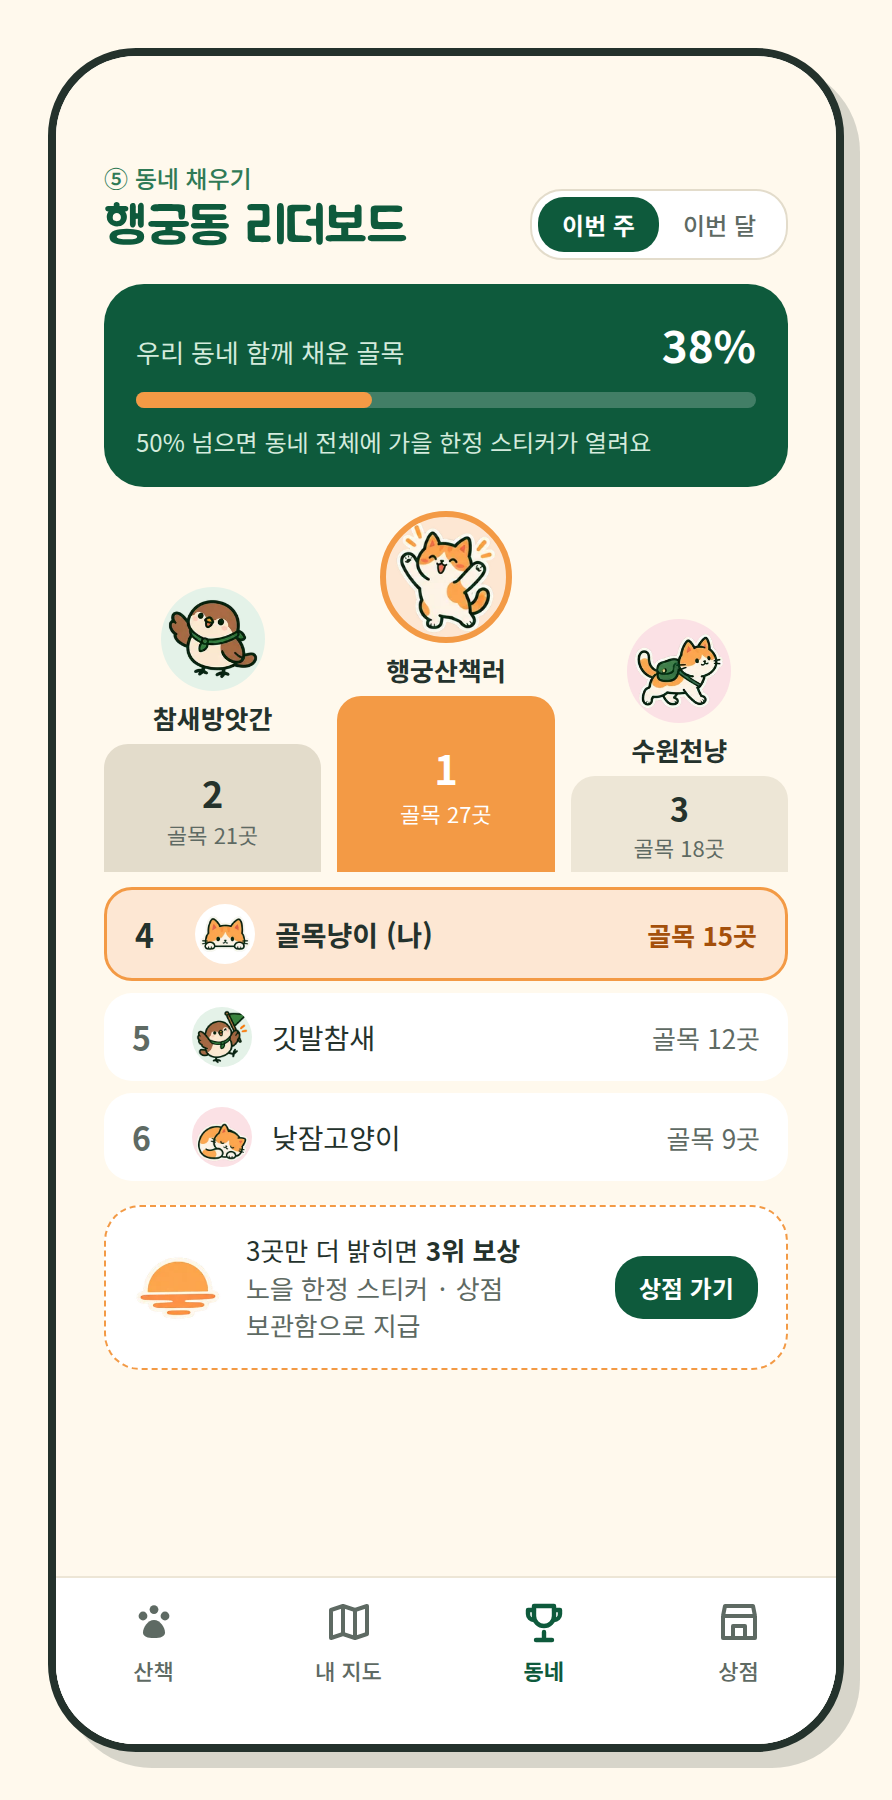 ⑤ 동네 채우기
행궁동 리더보드
이번 주
이번 달
우리 동네 함께 채운 골목
38%
50% 넘으면 동네 전체에 가을 한정 스티커가 열려요
행궁산책러
참새방앗간
수원천냥
1
골목 27곳
2
골목 21곳
3
골목 18곳
4 골목냥이 (나) 골목 15곳
5 깃발참새 골목 12곳
6 낮잠고양이 골목 9곳
3곳만 더 밝히면 3위 보상
노을 한정 스티커 · 상점
보관함으로 지급
상점 가기
산책
내 지도
동네
상점